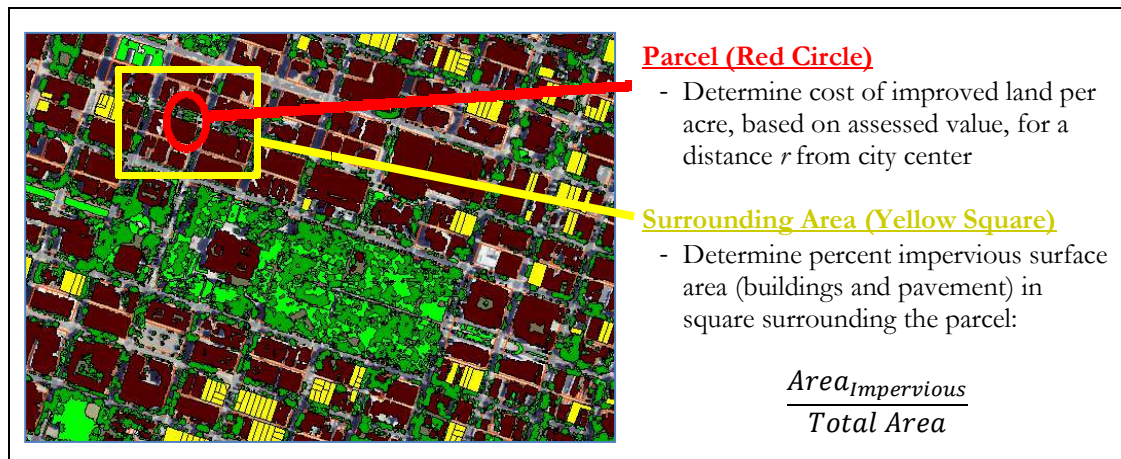 Parcel (Red Circle)
- Determine cost of improved land per
acre, based on assessed value, for a
distance r from city center
Surrounding Area (Yellow Square)
- Determine percent impervious surface
area (buildings and pavement) in
square surrounding the parcel:
Area_Impervious
Total Area